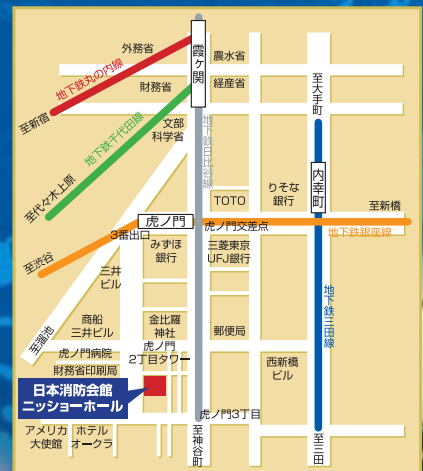 外務省
霞ヶ関
農水省
地下鉄丸の内線
財務省
経産省
至新宿
至大手町
文部
科学省
地下鉄日比谷線
地下鉄千代田線
至代々木上原
TOTO
りそな
銀行
内幸町
至新橋
虎ノ門
虎ノ門交差点
地下鉄銀座線
3番出口
みずほ
銀行
三菱東京
UFJ銀行
至渋谷
三井
ビル
地下鉄三田線
商船
三井ビル
金比羅
神社
郵便局
至溜池
虎ノ門病院
虎ノ門
2丁目タワー
財務省印刷局
西新橋
ビル
日本消防会館
ニッショーホール
虎ノ門3丁目
アメリカ
大使館
ホテル
オークラ
至神谷町
至三田